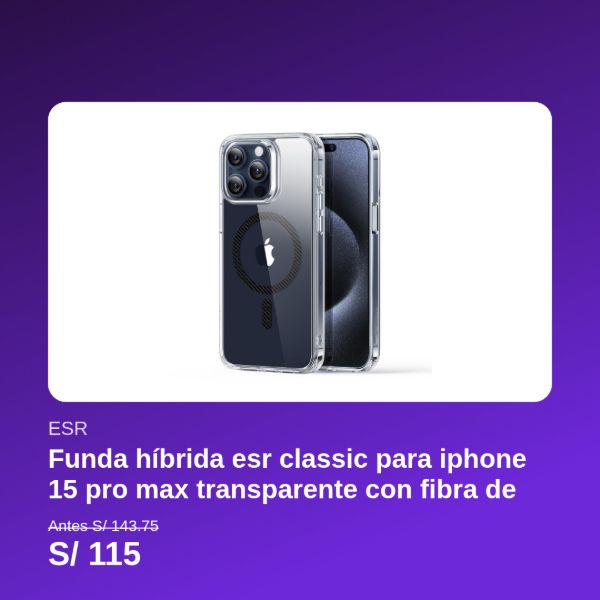 ESR
Funda híbrida esr classic para iphone
15 pro max transparente con fibra de
Antes S/ 143.75
S/ 115